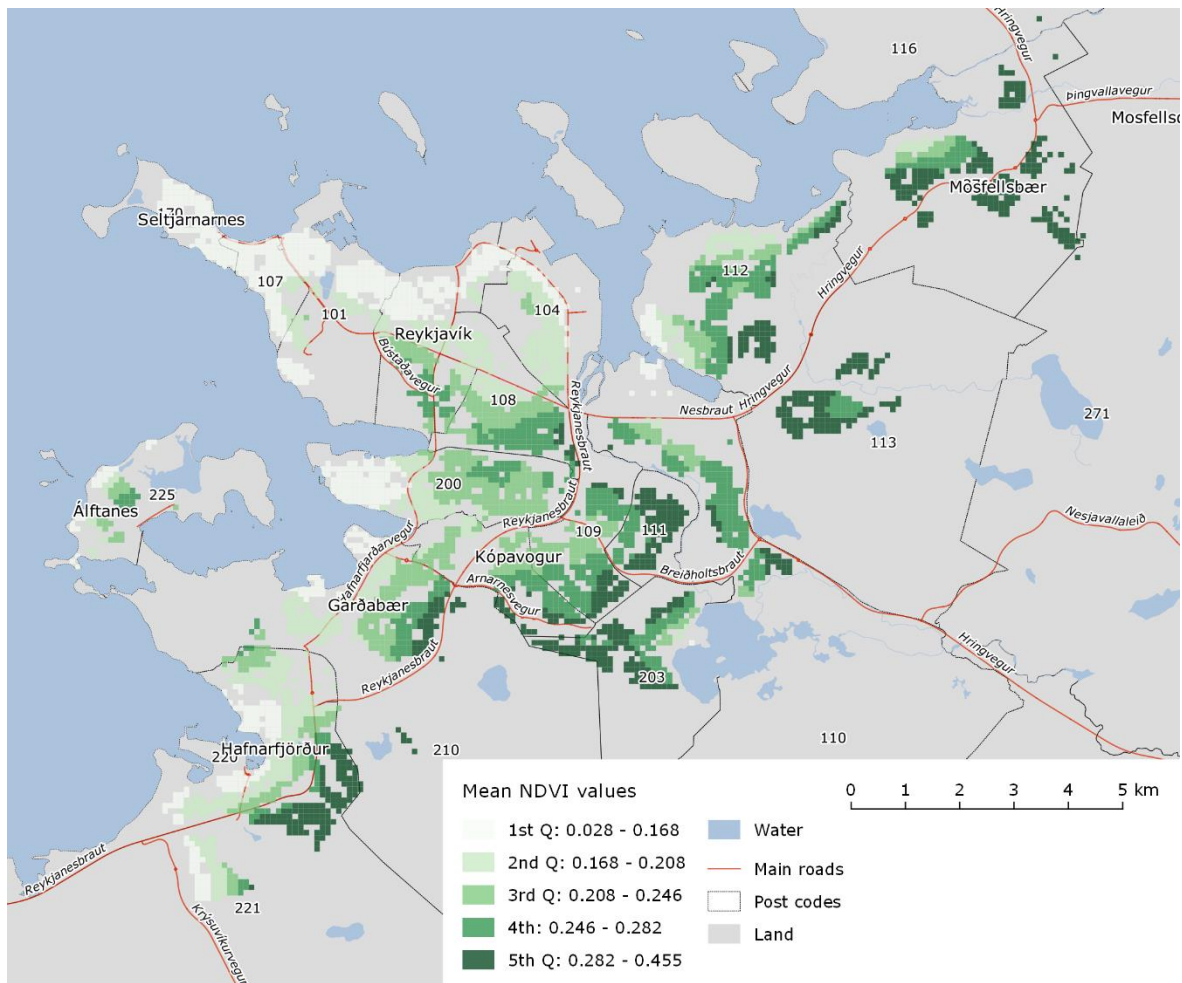 116
Hringvegur
Þingvallavegur
Mosfellsb
Mosfellsbær
170
Seltjarnarnes
112
107
101
104
Hringvegur
Reykjavík
Bústaðavegur
108
Reykjanesbraut
Nesbraut
Hringvegur
271
113
225
Álftanes
200
Reykjanesbraut
109
111
Nesjavallaleið
Kópavogur
Breiðholtsbraut
Hafnarfjarðarvegur
Arnarnesvegur
Garðabær
Reykjanesbraut
Hringvegur
203
Hafnarfjörður
220
210
110
Mean NDVI values
1st Q: 0.028 - 0.168
2nd Q: 0.168 - 0.208
3rd Q: 0.208 - 0.246
4th: 0.246 - 0.282
5th Q: 0.282 - 0.455
Water
Main roads
Post codes
Land
0 1 2 3 4 5 km
Reykjanesbraut
221
Krýsuvíkurvegur